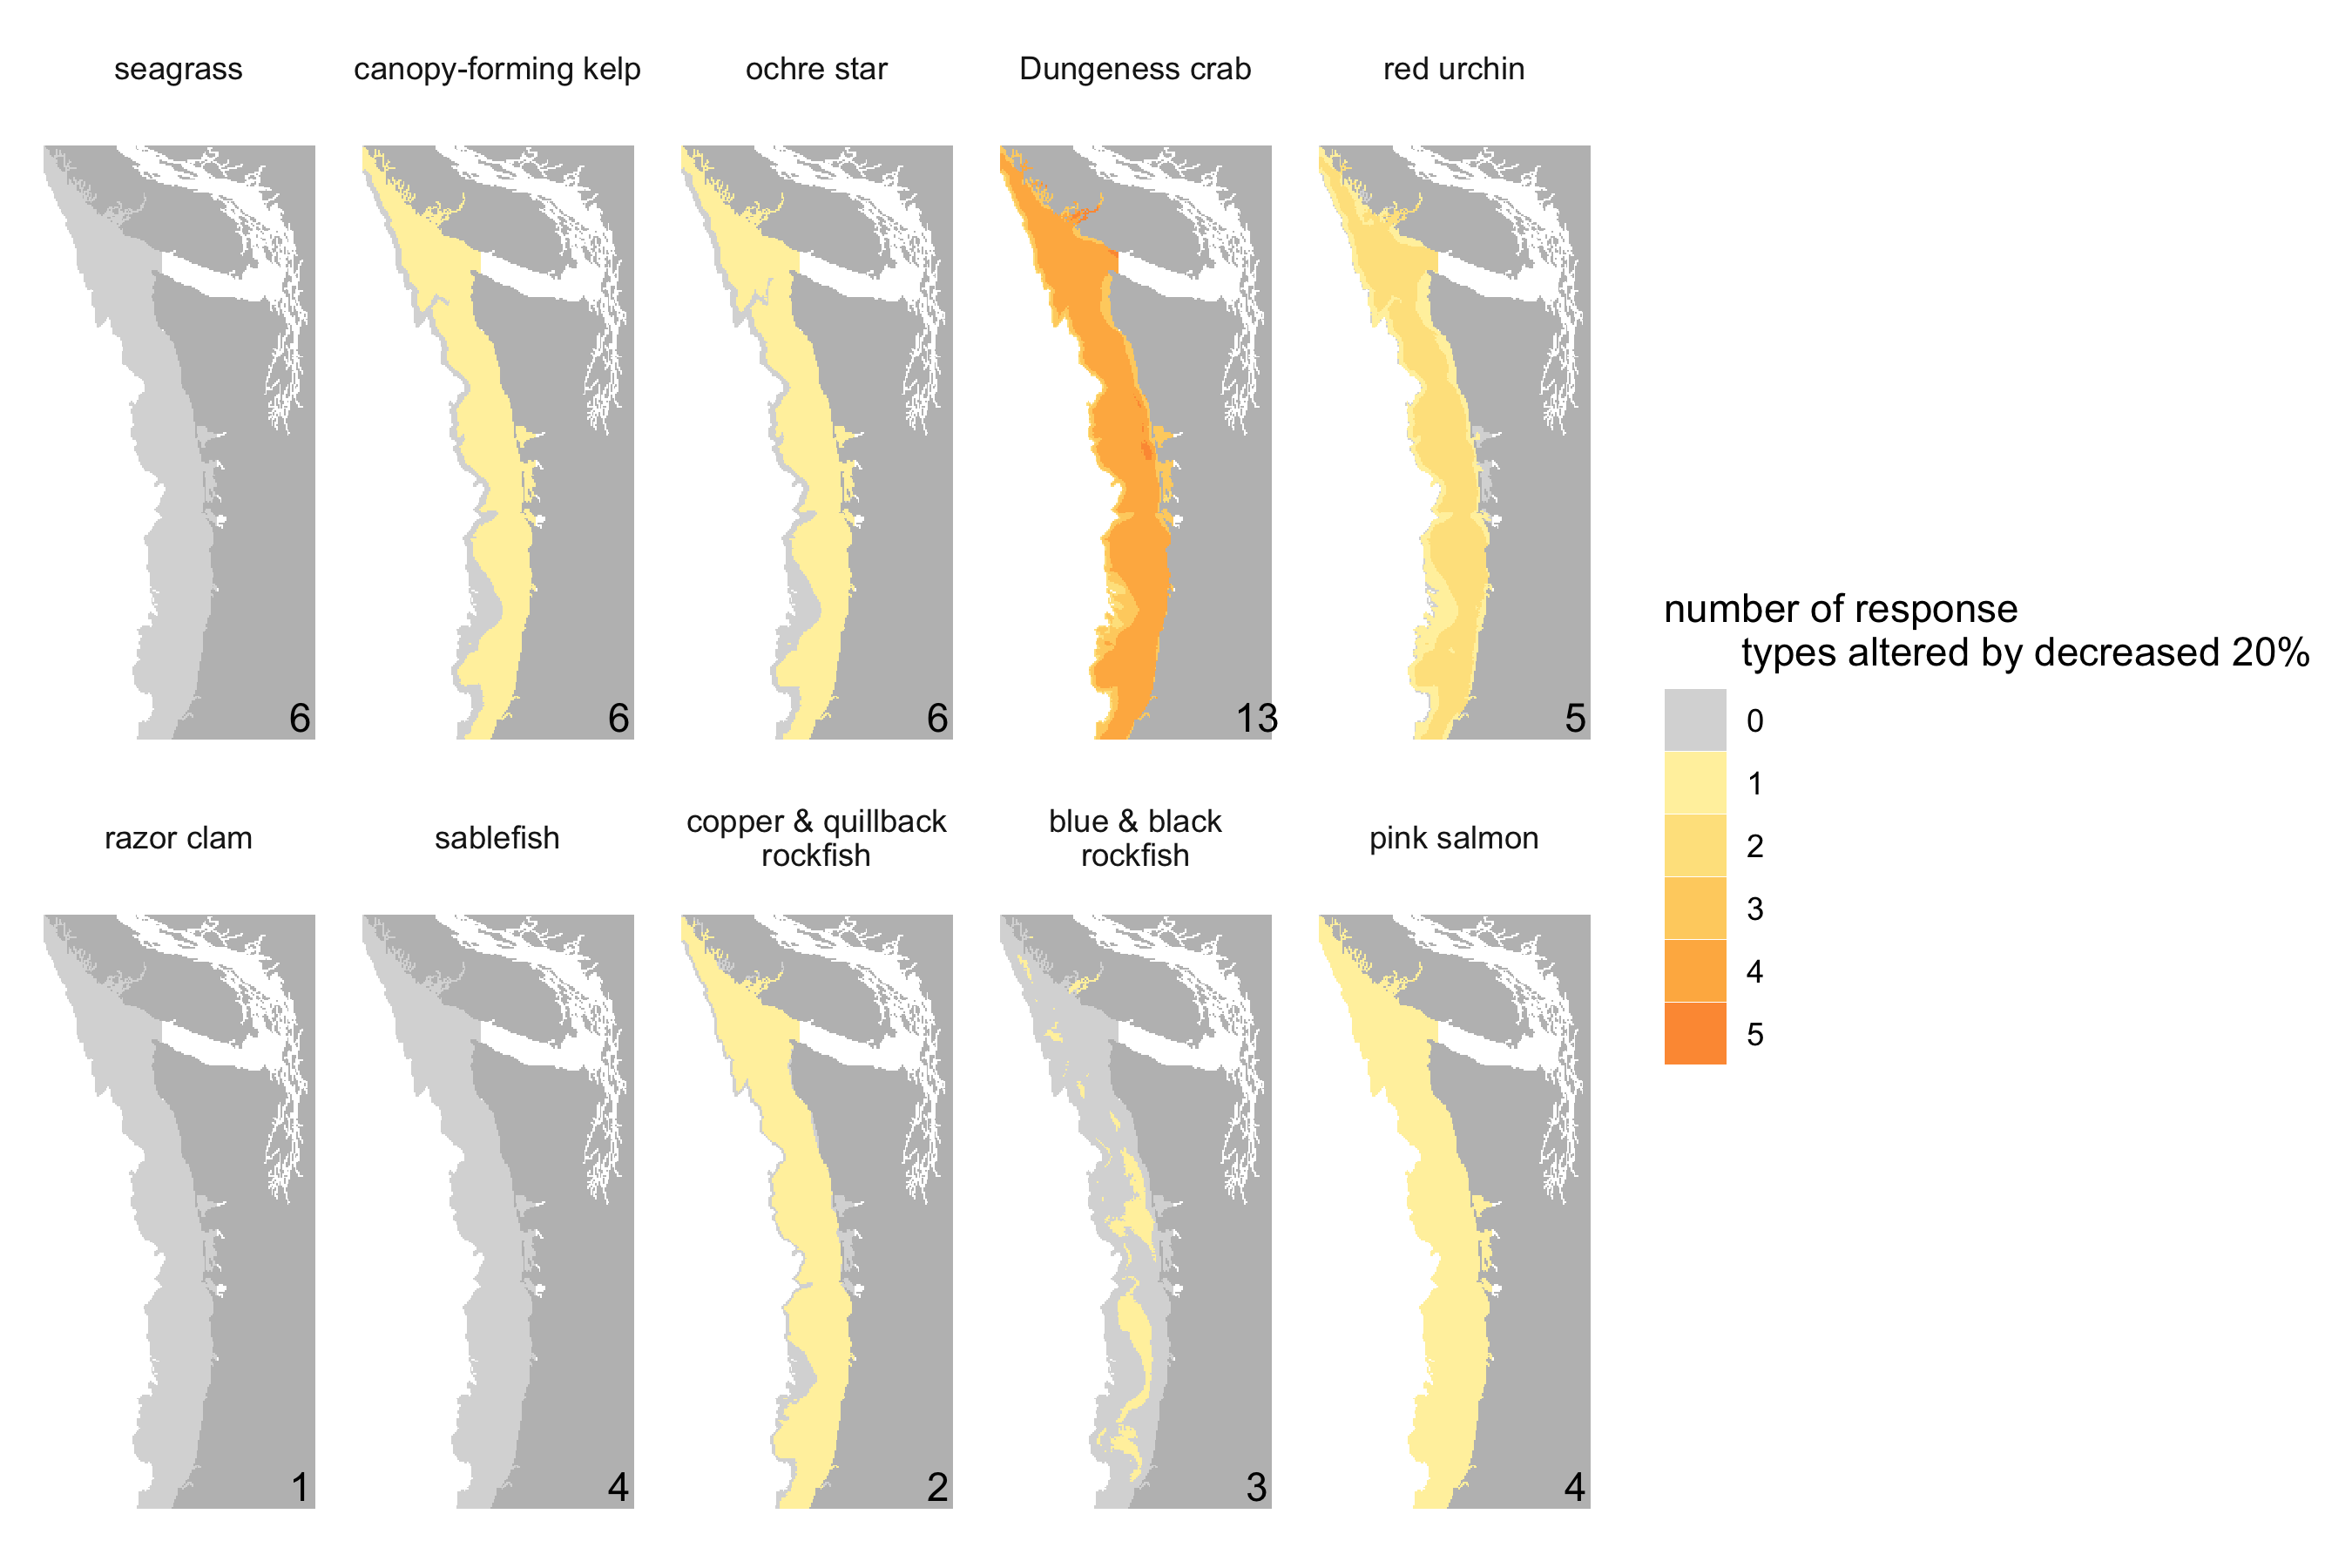 seagrass
canopy-forming kelp
ochre star
Dungeness crab
red urchin
6
6
6
13
5
razor clam
sablefish
copper & quillback
rockfish
blue & black
rockfish
pink salmon
1
4
2
3
4
number of response
types altered by decreased 20%
0
1
2
3
4
5